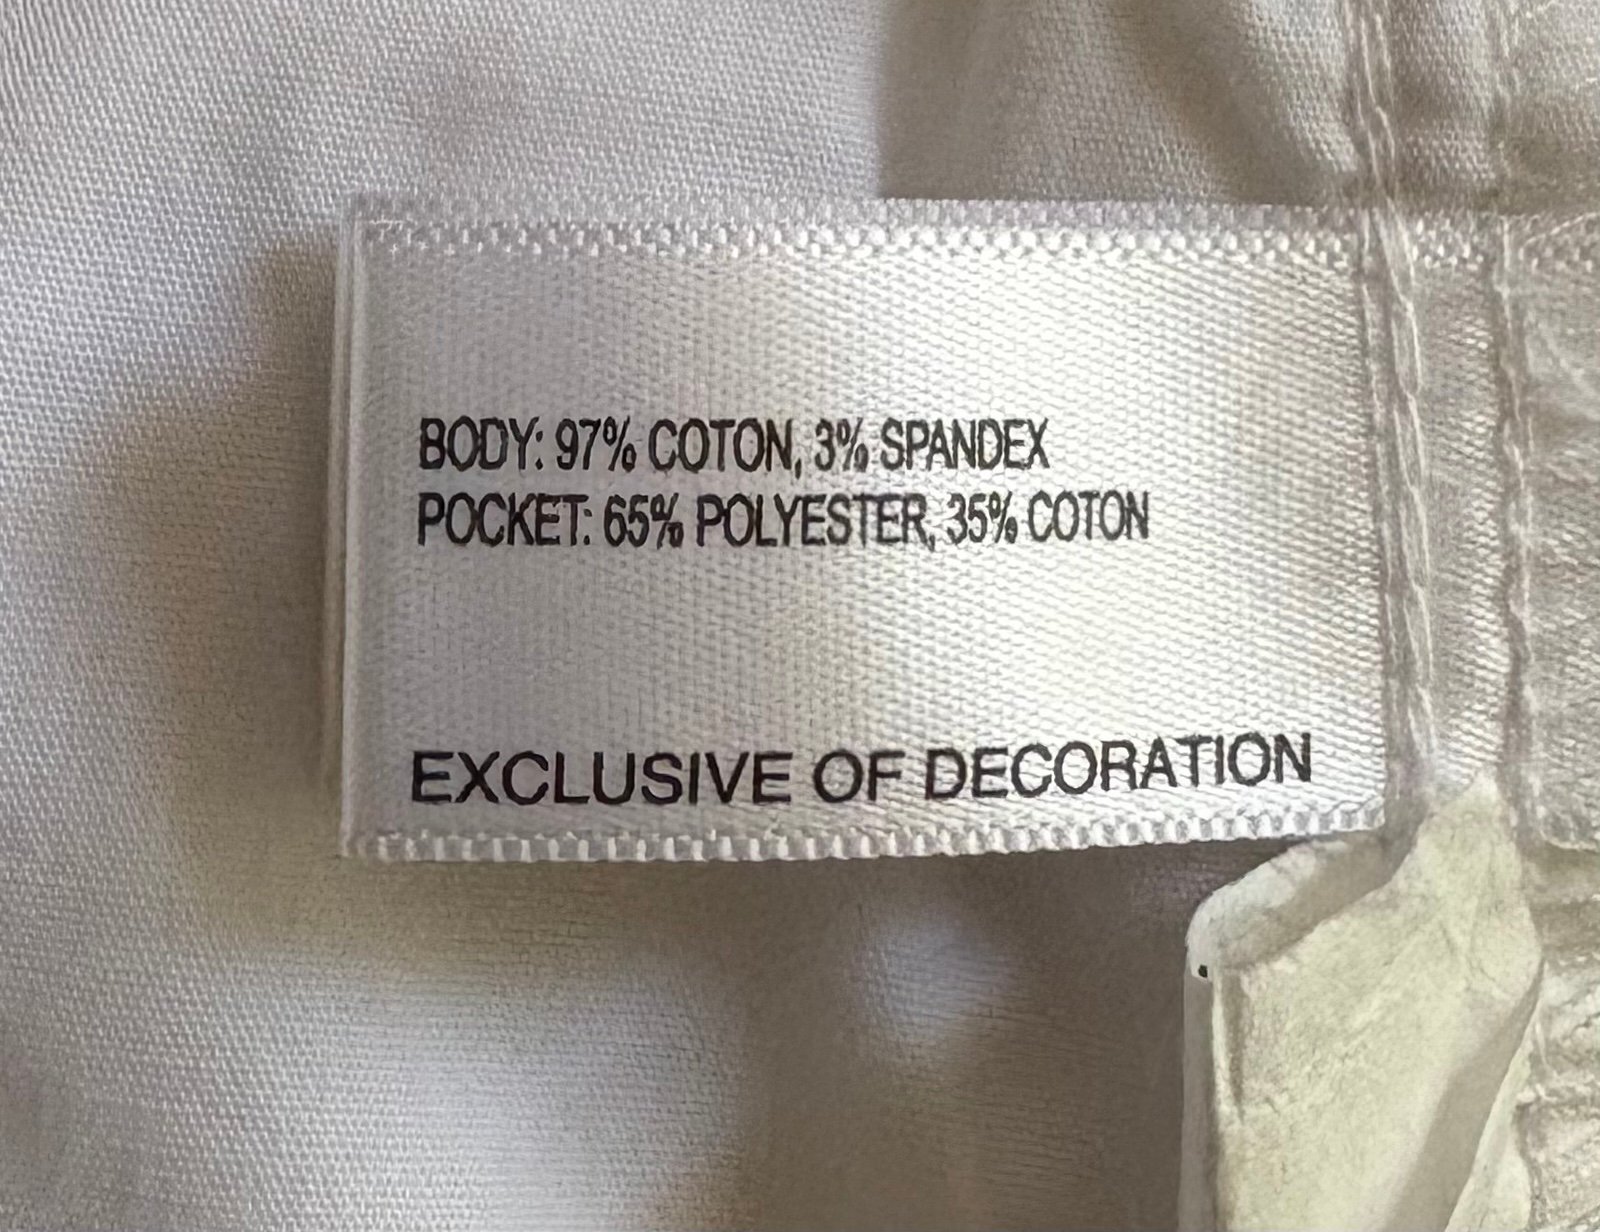 BODY: 97% COTON, 3% SPANDEX
POCKET: 65% POLYESTER, 35% COTON
EXCLUSIVE OF DECORATION